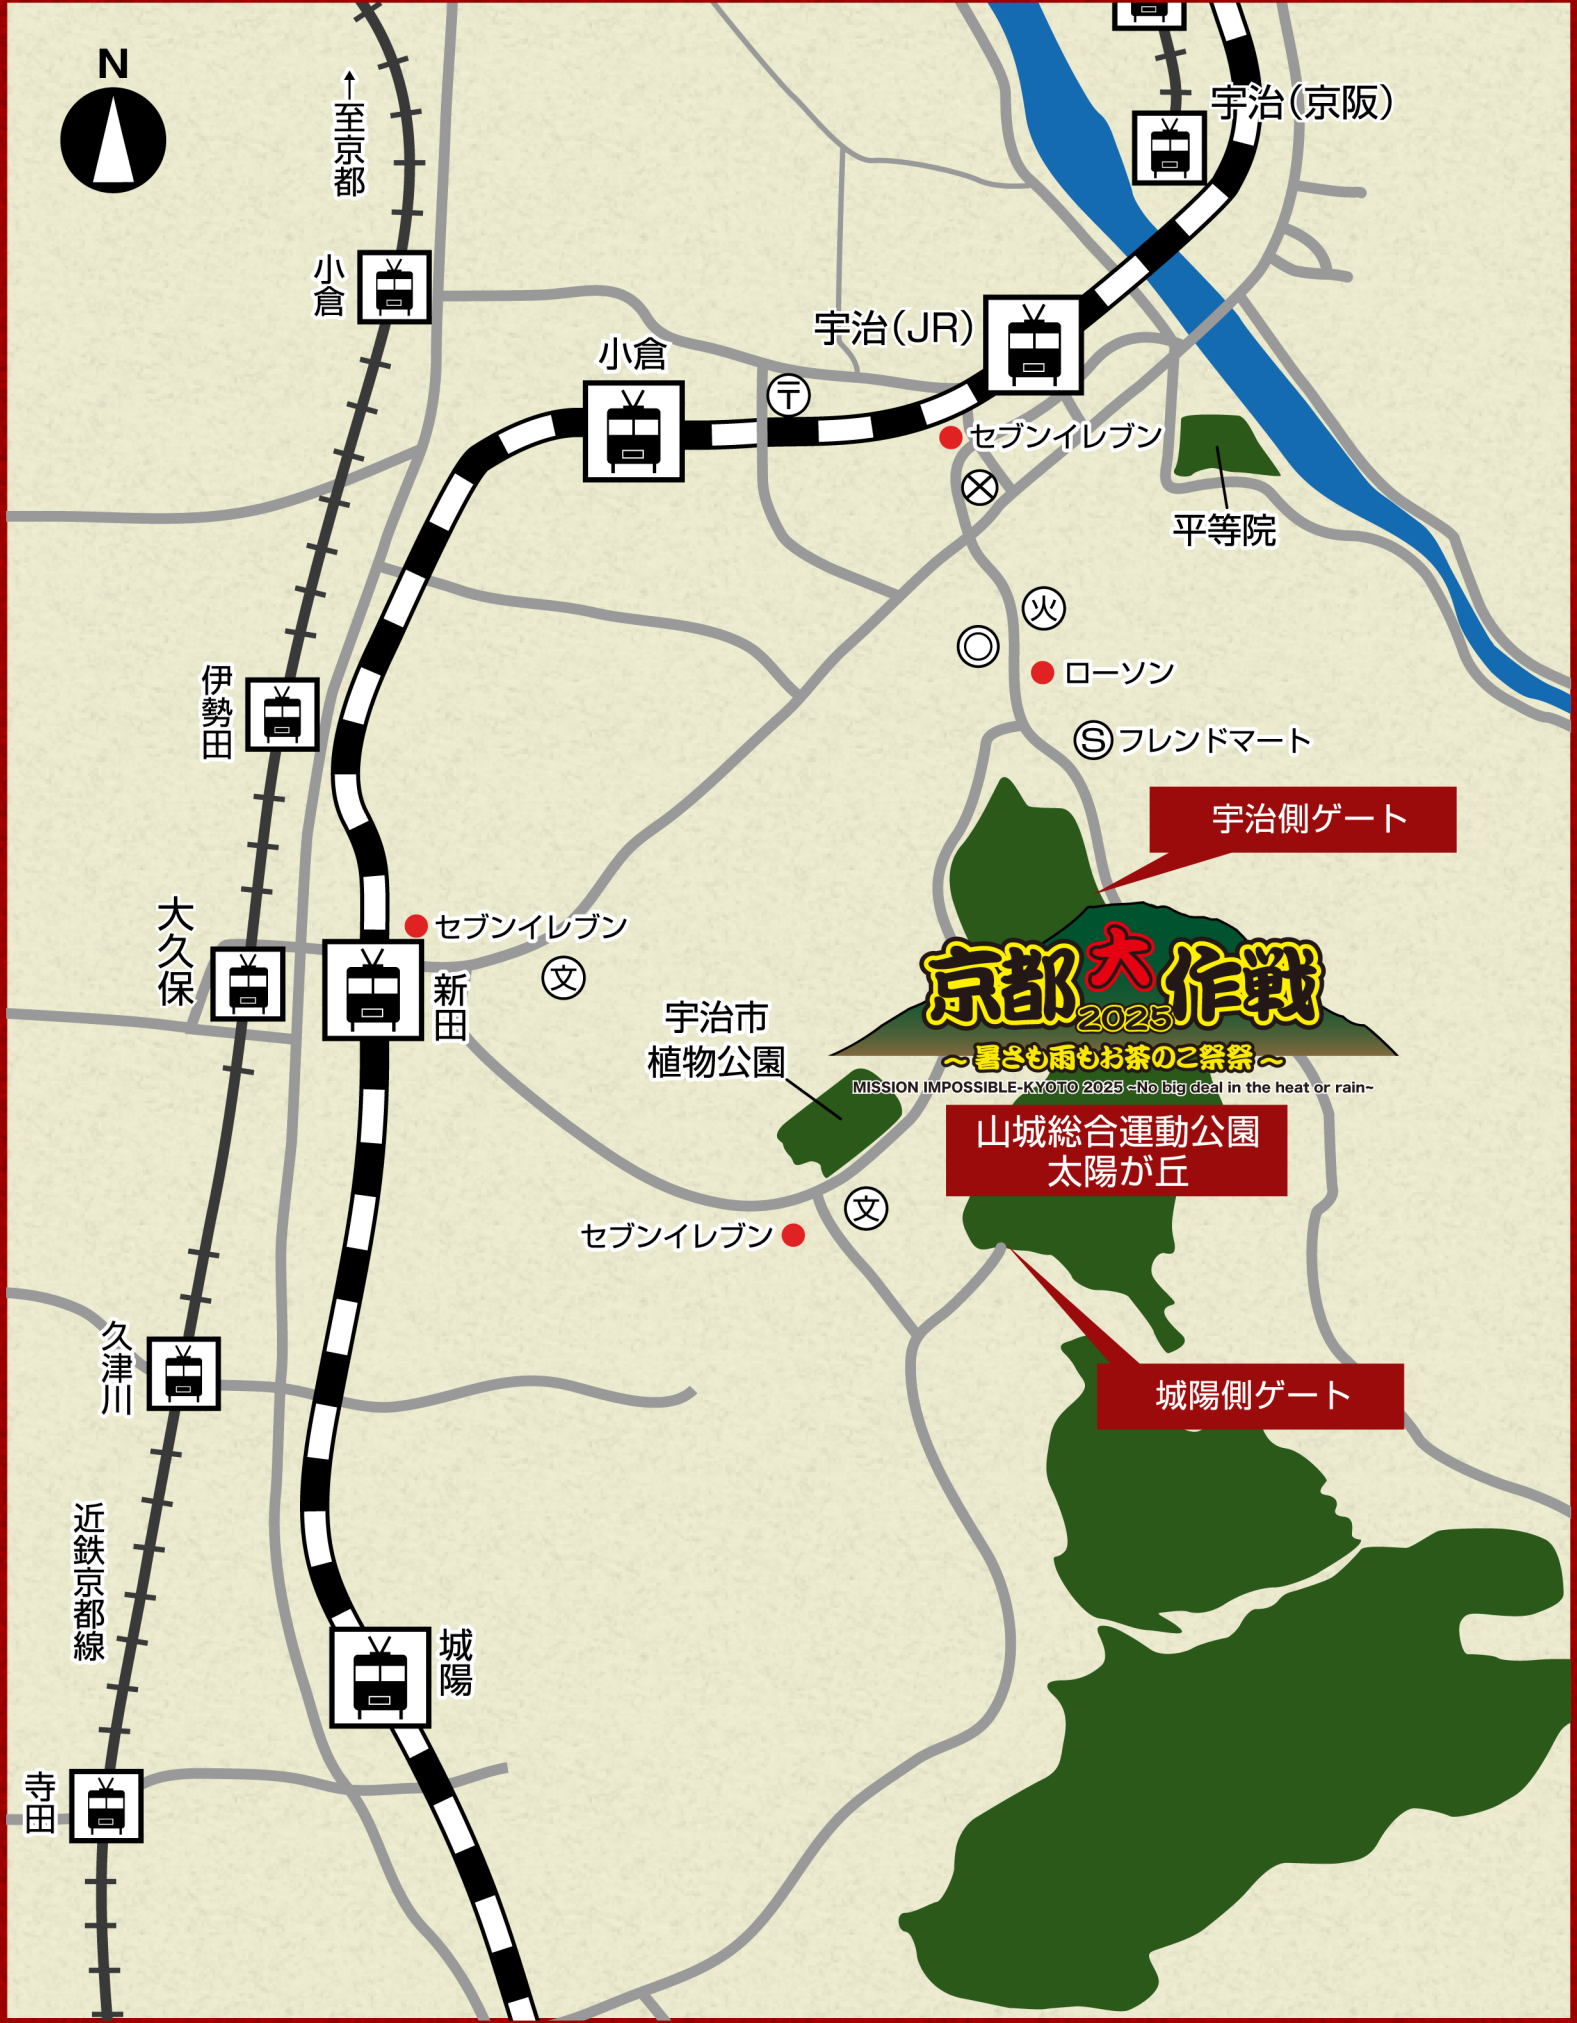 N
↑至京都
宇治(京阪)
小倉
宇治(JR)
小倉
〒
セブンイレブン
平等院
火
ローソン
伊勢田
Ⓢフレンドマート
宇治側ゲート
大久保
セブンイレブン
文
新田
京都大作戦
2025
～暑さも雨もお茶のこ祭祭～
MISSION IMPOSSIBLE-KYOTO 2025 ~No big deal in the heat or rain~
宇治市
植物公園
山城総合運動公園
太陽が丘
文
セブンイレブン
久津川
城陽側ゲート
近鉄京都線
城陽
寺田